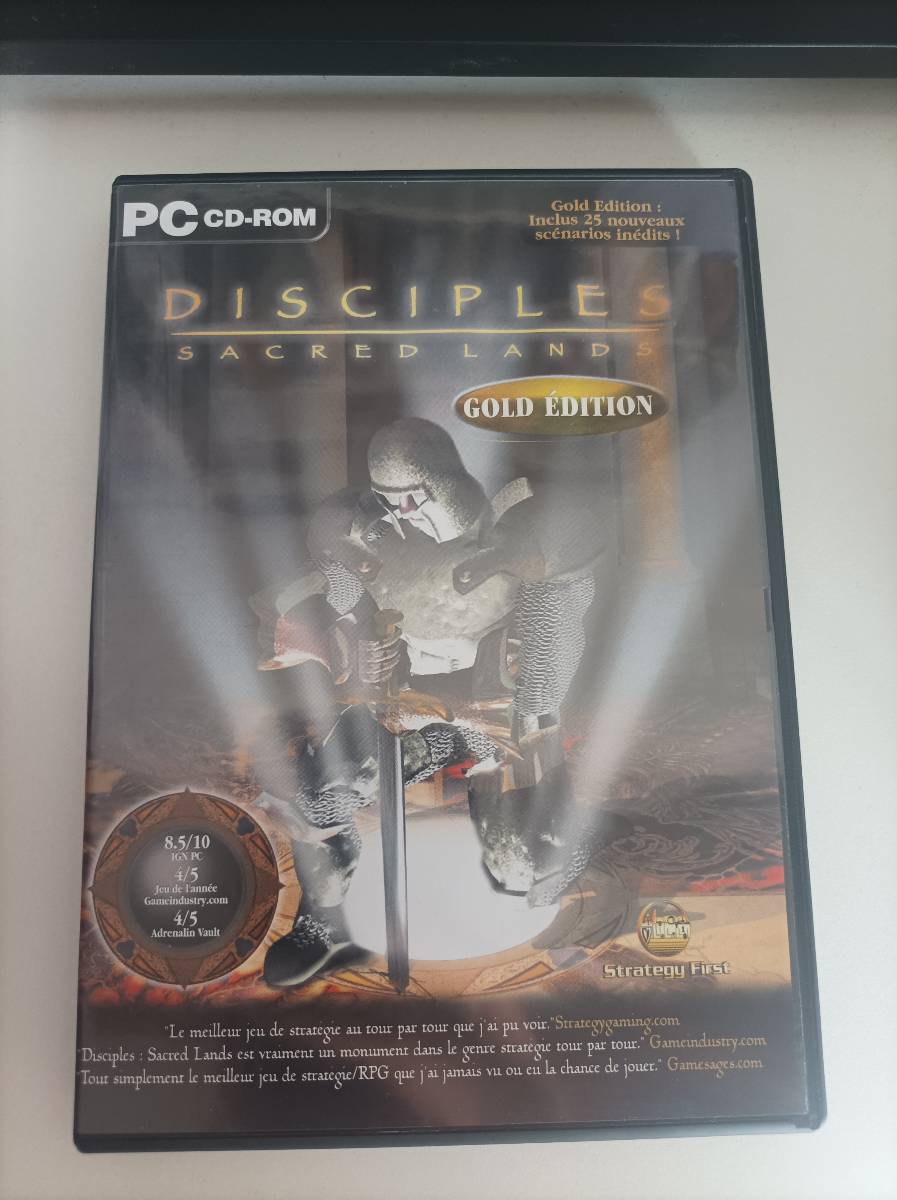 PC CD-ROM
Gold Edition :
Inclus 25 nouveaux
scénarios inédits !
DISCIPLES
SACRED LANDS
GOLD ÉDITION
8.5/10
IGN PC
4/5
Jeu de l'année
Gameindustry.com
4/5
Adrenalin Vault
Strategy First
"Le meilleur jeu de strategie au tour par tour que j'ai pu voir."Strategygaming.com
"Disciples : Sacred Lands est vraiment un monument dans le genre strategie tour par tour." Gameindustry.com
"Tout simplement le meilleur jeu de strategie/RPG que j'ai jamais vu ou eu la chance de jouer." Gamesages.com